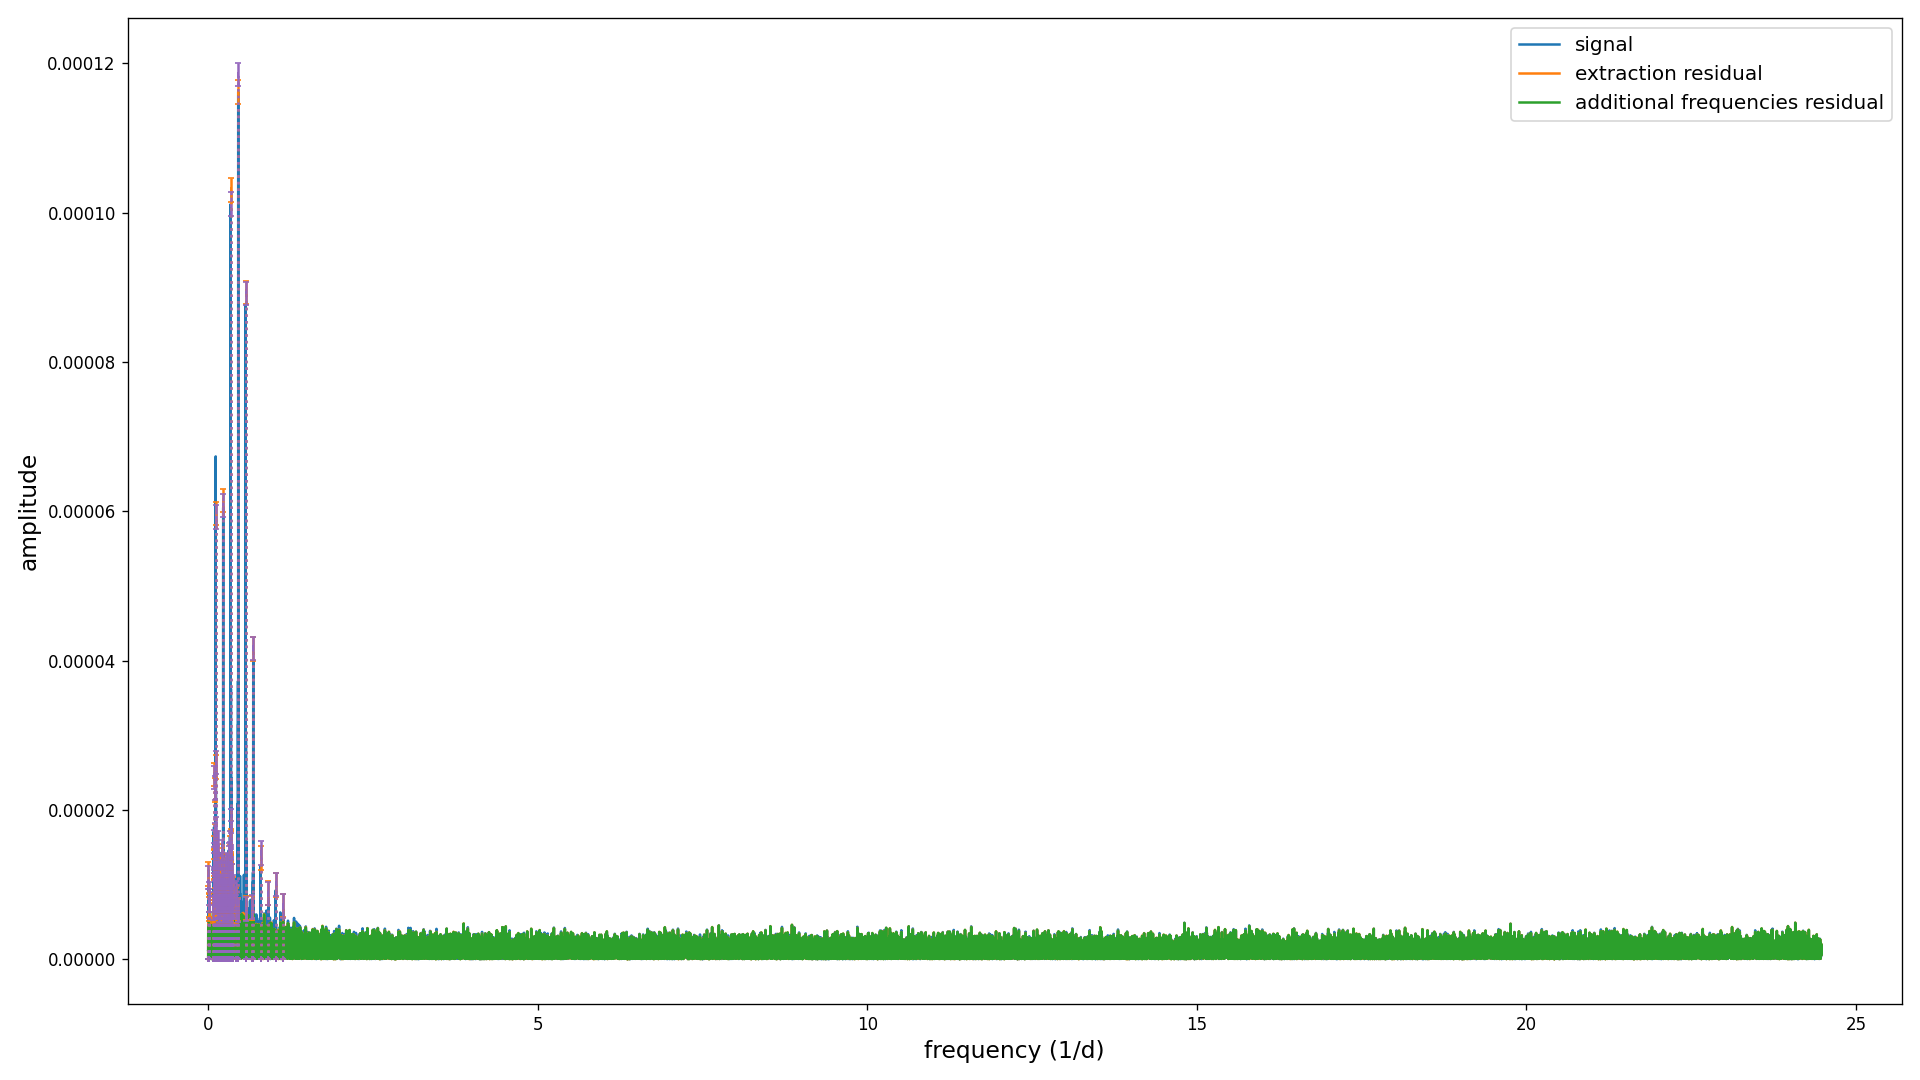 signal
extraction residual
additional frequencies residual
0.00012
0.00010
0.00008
0.00006
0.00004
0.00002
0.00000
amplitude
0 5 10 15 20 25
frequency (1/d)